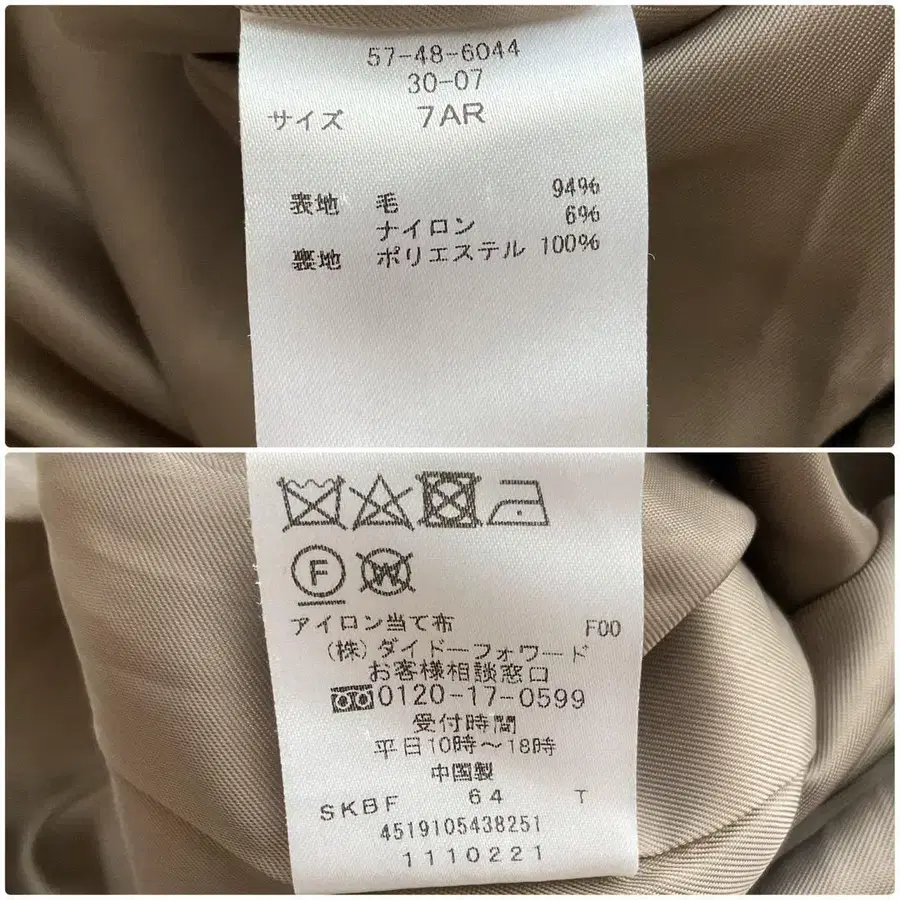 57-48-6044
30-07
サイズ 7AR
表地 毛 94%
ナイロン 6%
裏地 ポリエステル 100%
F W
アイロン当て布 F00
(株)ダイドーフォワード
お客様相談窓口
0120-17-0599
受付時間
平日10時〜18時
中国製
SKBF 64 T
4519105438251
1110221